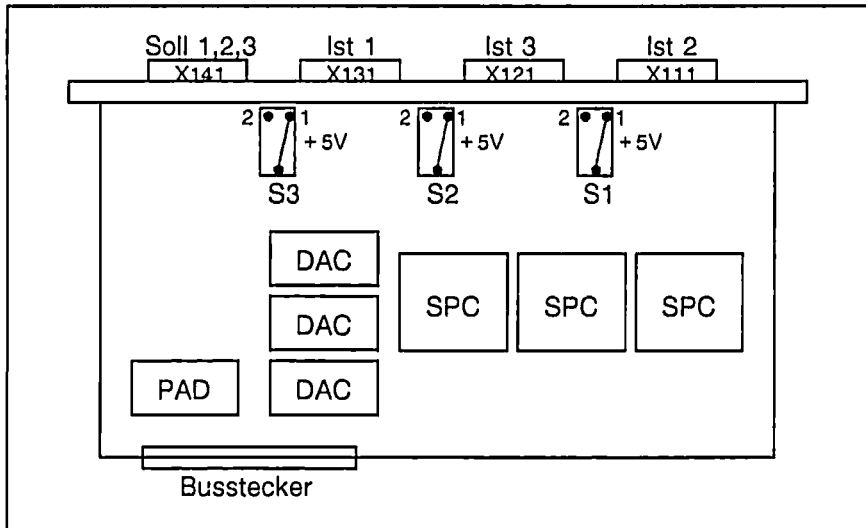 Soll 1,2,3 Ist 1 Ist 3 Ist 2
X141 X131 X121 X111
2 1 2 1 2 1
+5V +5V +5V
S3 S2 S1
DAC
SPC SPC SPC
DAC
PAD DAC
Busstecker